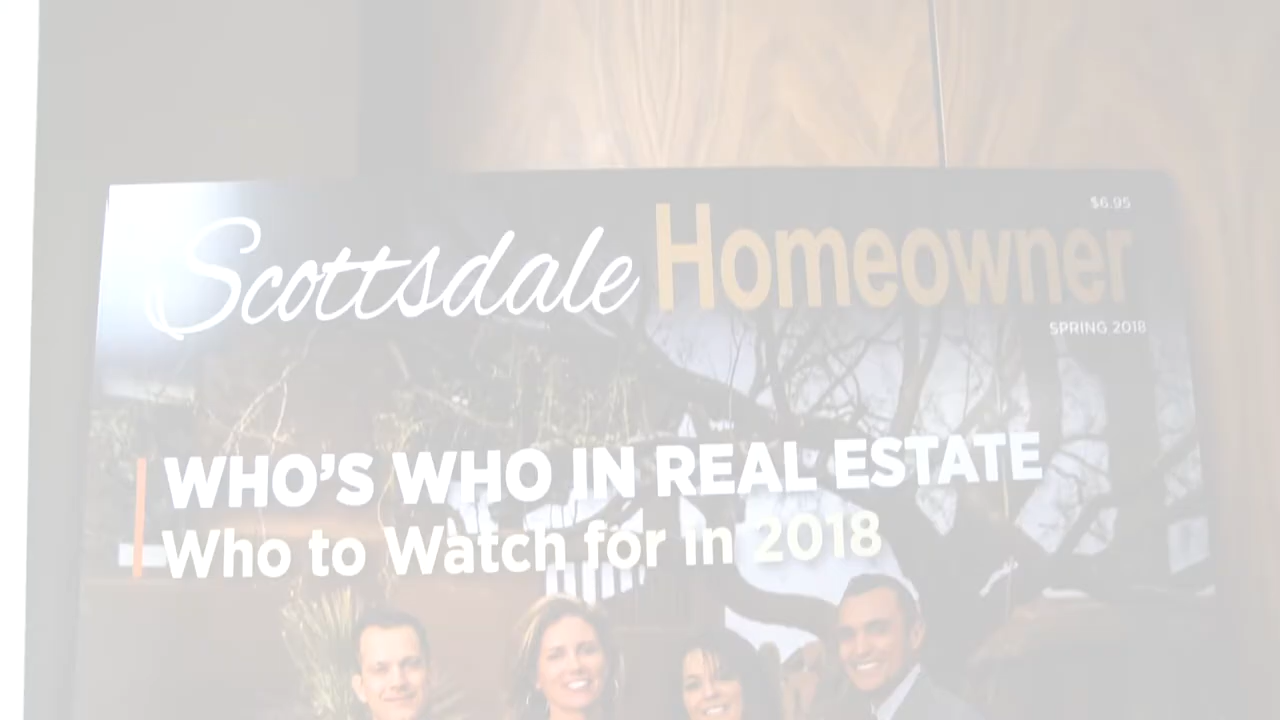 $6.95
Scottsdale Homeowner
SPRING 2018
WHO'S WHO IN REAL ESTATE
Who to Watch for in 2018